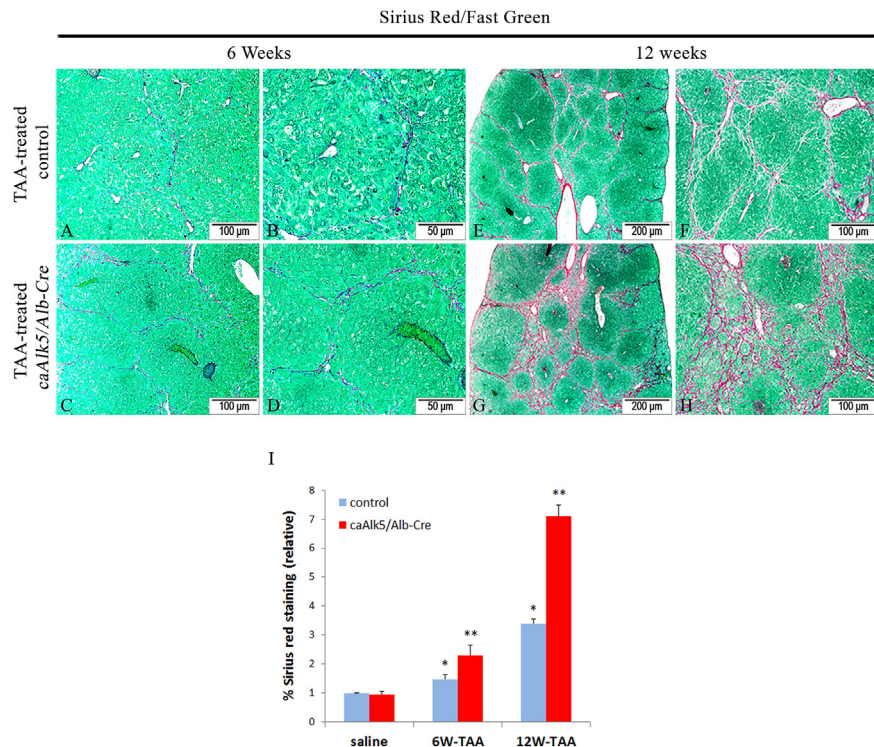 Sirius Red/Fast Green
6 Weeks
12 weeks
TAA-treated
control
A
100 µm
B
50 µm
E
200 µm
F
100 µm
TAA-treated
caAlk5/Alb-Cre
C
100 µm
D
50 µm
G
200 µm
H
100 µm
I
% Sirius red staining (relative)
8
7
6
5
4
3
2
1
0
control
caAlk5/Alb-Cre
*
**
*
**
saline
6W-TAA
12W-TAA